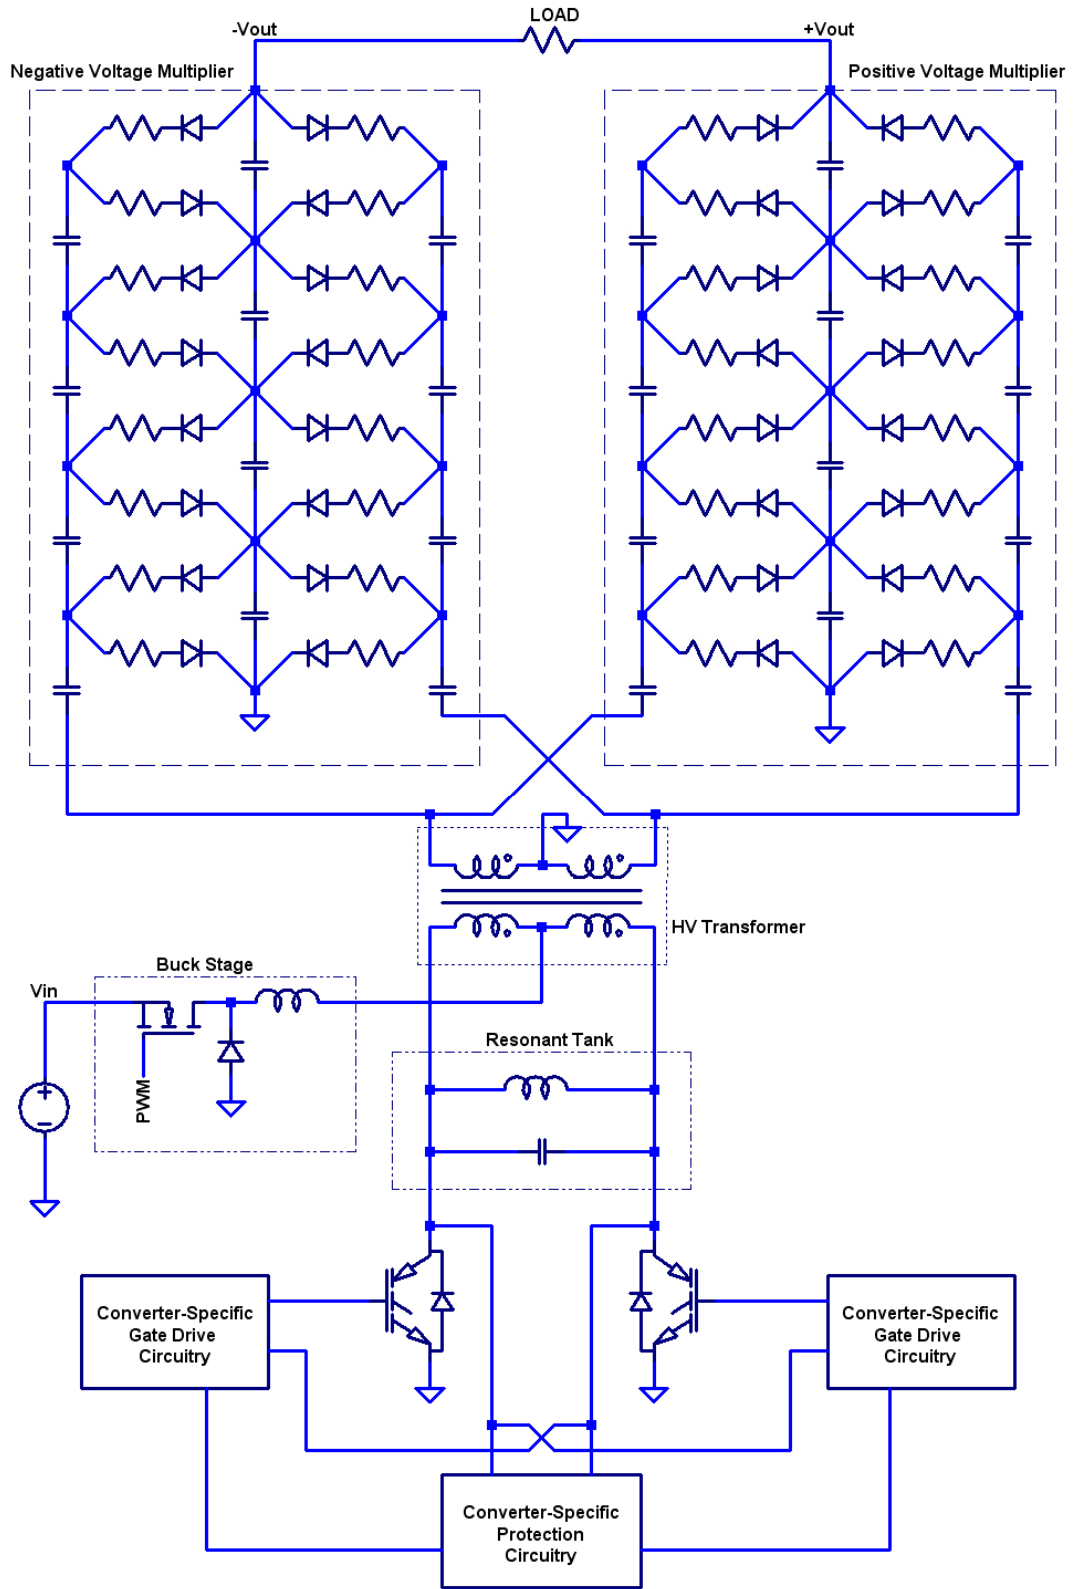 LOAD
-Vout
+Vout
Negative Voltage Multiplier
Positive Voltage Multiplier
HV Transformer
Buck Stage
Vin
PWM
Resonant Tank
Converter-Specific
Gate Drive
Circuitry
Converter-Specific
Gate Drive
Circuitry
Converter-Specific
Protection
Circuitry